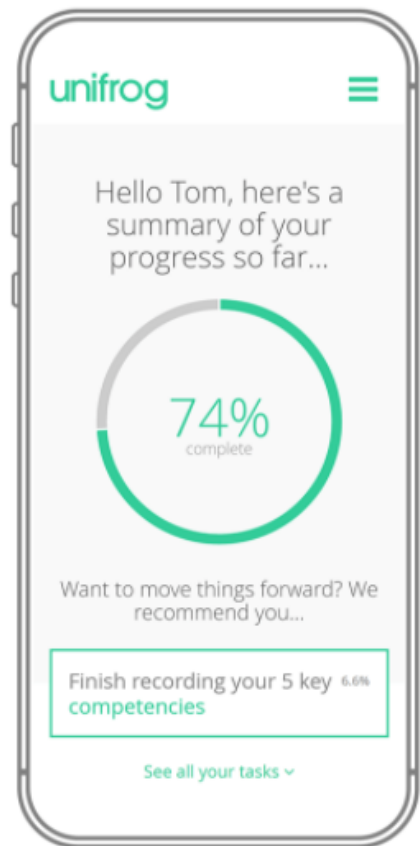 unifrog
Hello Tom, here's a
summary of your
progress so far...
74%
complete
Want to move things forward? We
recommend you...
Finish recording your 5 key 6.6%
competencies
See all your tasks